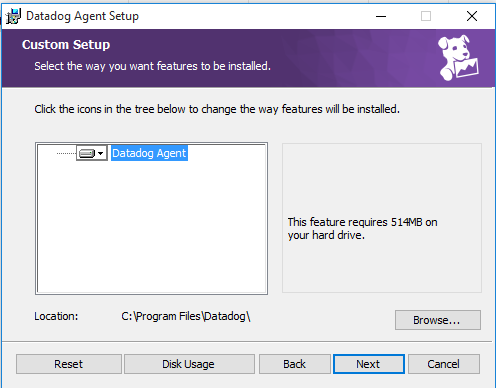 Datadog Agent Setup
Custom Setup
Select the way you want features to be installed.
Click the icons in the tree below to change the way features will be installed.
Datadog Agent
This feature requires 514MB on
your hard drive.
Location: C:\Program Files\Datadog\
Browse...
Reset Disk Usage Back Next Cancel